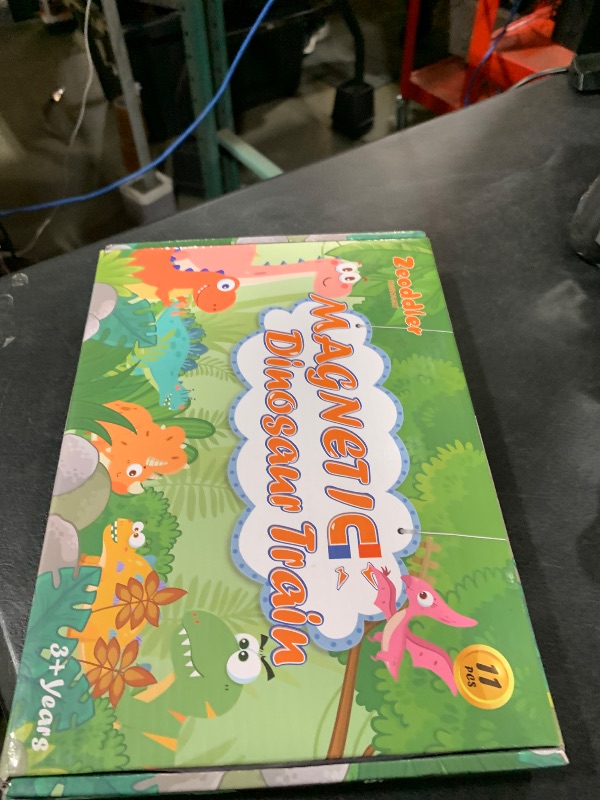 Zooddler
MAGNETIC
Dinosaur Train
11
pcs
3+ Years